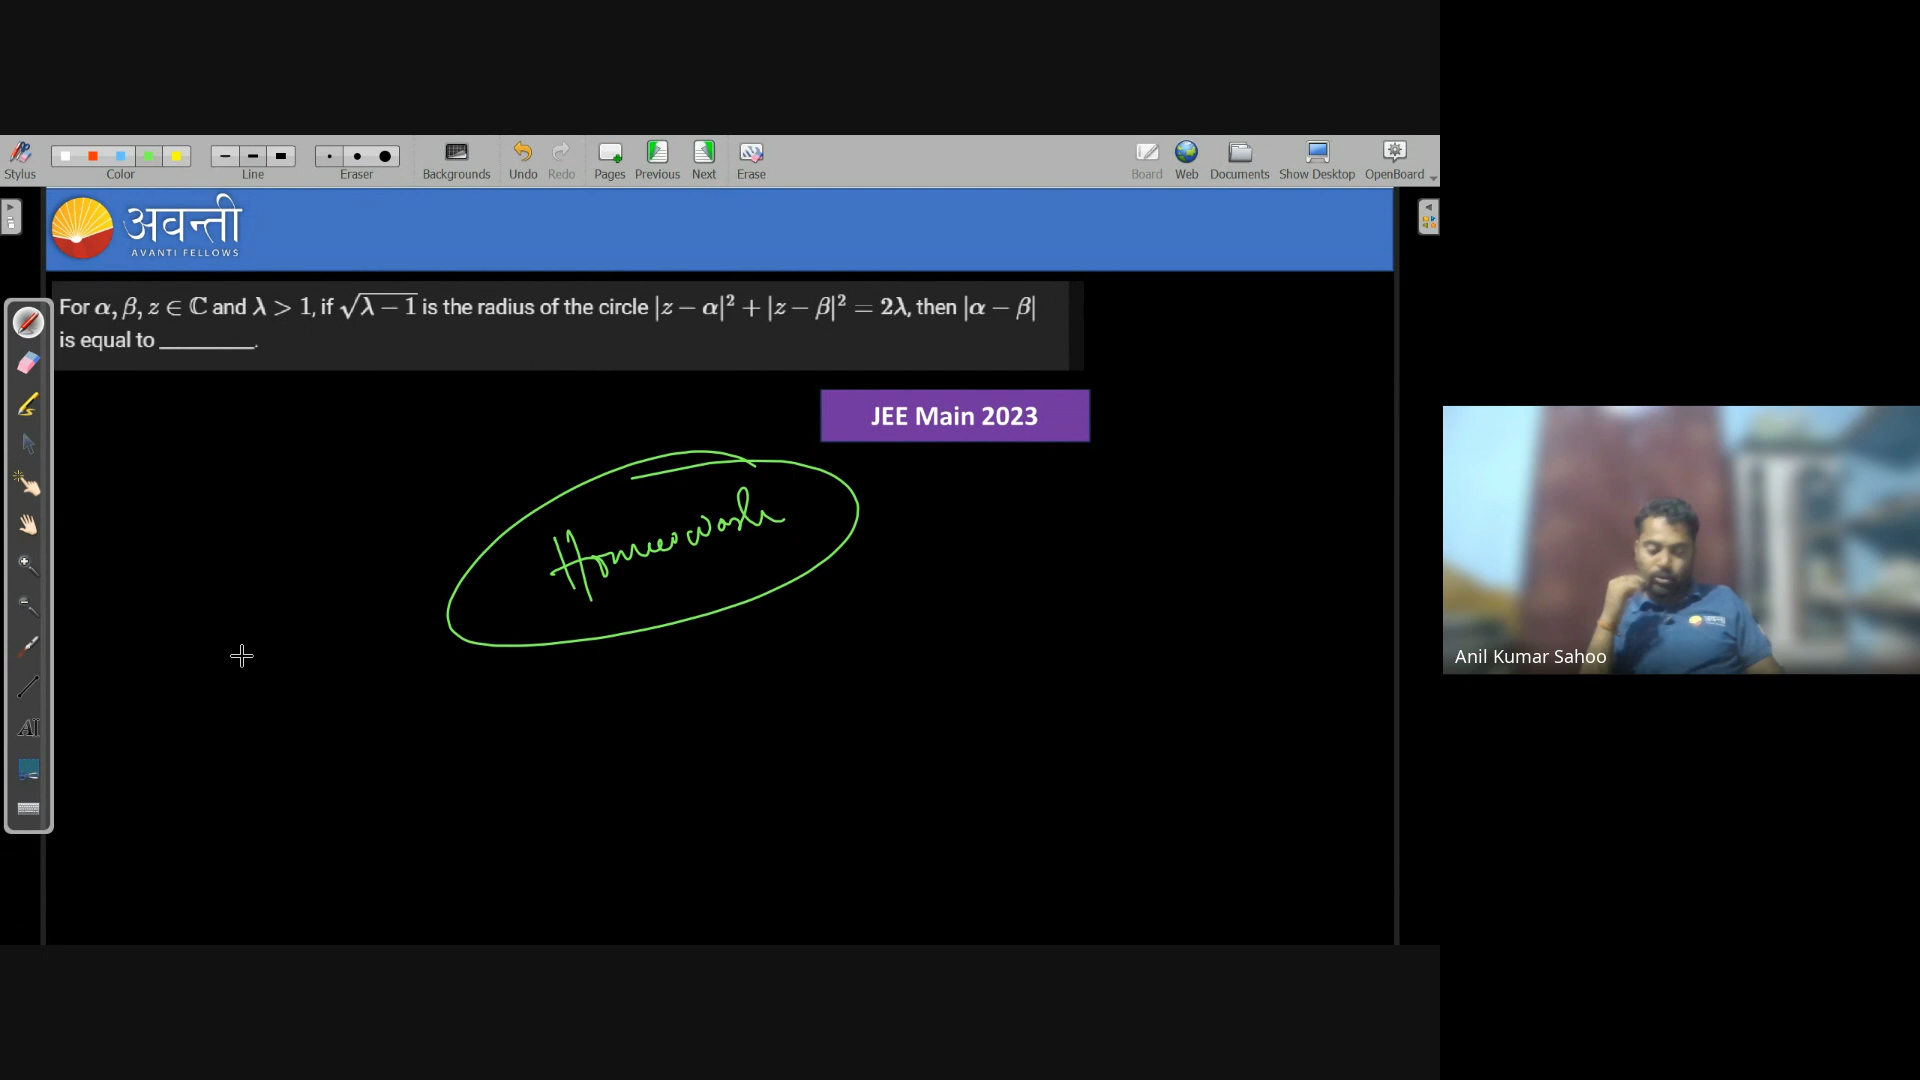 Stylus
Color
Line
Eraser
Backgrounds
Undo
Redo
Pages
Previous
Next
Erase
Board
Web
Documents
Show Desktop
OpenBoard
अवन्ती
AVANTI FELLOWS
For α, β, z ∈ ℂ and λ > 1, if √(λ − 1) is the radius of the circle |z − α|² + |z − β|² = 2λ, then |α − β|
is equal to ________.
JEE Main 2023
AI
Anil Kumar Sahoo